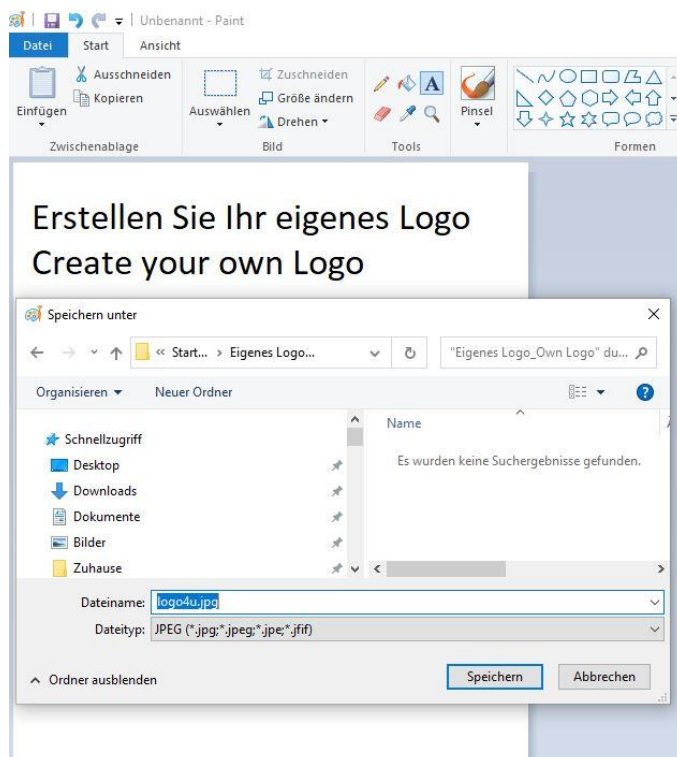 Unbenannt - Paint
Datei Start Ansicht
Einfügen
Ausschneiden
Kopieren
Zwischenablage
Auswählen
Zuschneiden
Größe ändern
Drehen
Bild
Tools
Pinsel
Formen
Erstellen Sie Ihr eigenes Logo
Create your own Logo
Speichern unter
« Start... › Eigenes Logo...
"Eigenes Logo_Own Logo" du...
Organisieren Neuer Ordner
Schnellzugriff
Desktop
Downloads
Dokumente
Bilder
Zuhause
Name
Es wurden keine Suchergebnisse gefunden.
Dateiname: logo4u.jpg
Dateityp: JPEG (*.jpg;*.jpeg;*.jpe;*.jfif)
Ordner ausblenden
Speichern Abbrechen